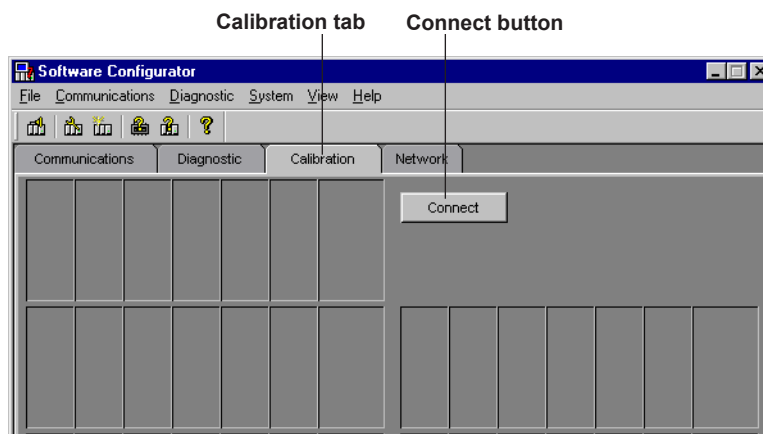 Calibration tab Connect button
Software Configurator
File Communications Diagnostic System View Help
Communications Diagnostic Calibration Network
Connect